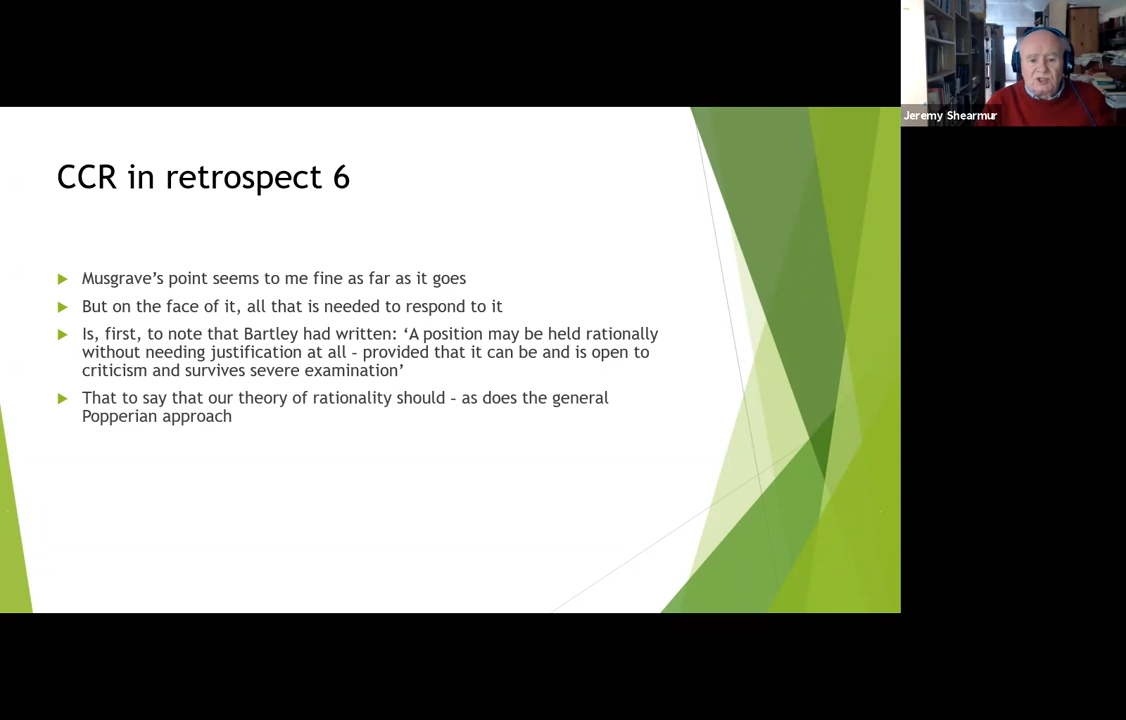 Jeremy Shearmur
CCR in retrospect 6
Musgrave's point seems to me fine as far as it goes
But on the face of it, all that is needed to respond to it
Is, first, to note that Bartley had written: 'A position may be held rationally
without needing justification at all – provided that it can be and is open to
criticism and survives severe examination'
That to say that our theory of rationality should – as does the general
Popperian approach